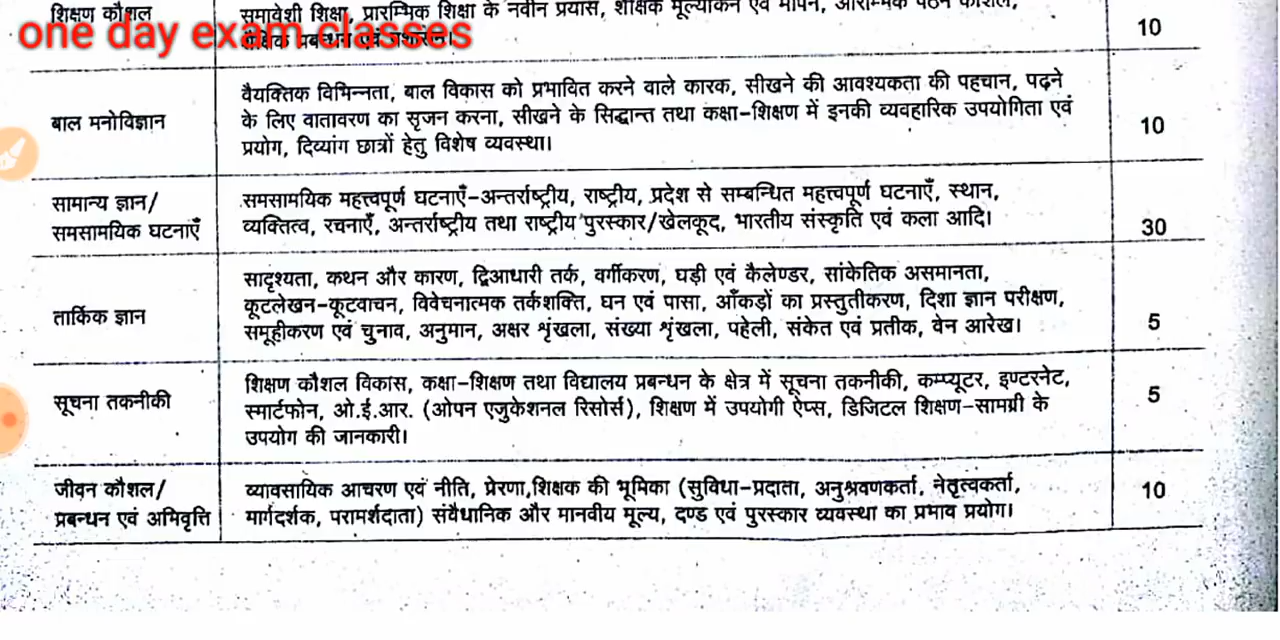 शिक्षण कौशल
समावेशी शिक्षा, प्रारम्भिक शिक्षा के नवीन प्रयास, शैक्षिक मूल्यांकन एवं मापन, आरम्भिक पठन कौशल,
शैक्षिक प्रबन्धन एवं प्रशासन।
10
one day exam classes
बाल मनोविज्ञान
वैयक्तिक विभिन्नता, बाल विकास को प्रभावित करने वाले कारक, सीखने की आवश्यकता की पहचान, पढ़ने
के लिए वातावरण का सृजन करना, सीखने के सिद्धान्त तथा कक्षा-शिक्षण में इनकी व्यवहारिक उपयोगिता एवं
प्रयोग, दिव्यांग छात्रों हेतु विशेष व्यवस्था।
10
सामान्य ज्ञान/
समसामयिक घटनाएँ
समसामयिक महत्त्वपूर्ण घटनाएँ-अन्तर्राष्ट्रीय, राष्ट्रीय, प्रदेश से सम्बन्धित महत्त्वपूर्ण घटनाएँ, स्थान,
व्यक्तित्व, रचनाएँ, अन्तर्राष्ट्रीय तथा राष्ट्रीय पुरस्कार/खेलकूद, भारतीय संस्कृति एवं कला आदि।
30
तार्किक ज्ञान
सादृश्यता, कथन और कारण, द्विआधारी तर्क, वर्गीकरण, घड़ी एवं कैलेण्डर, सांकेतिक असमानता,
कूटलेखन-कूटवाचन, विवेचनात्मक तर्कशक्ति, घन एवं पासा, आँकड़ों का प्रस्तुतीकरण, दिशा ज्ञान परीक्षण,
समूहीकरण एवं चुनाव, अनुमान, अक्षर शृंखला, संख्या शृंखला, पहेली, संकेत एवं प्रतीक, वेन आरेख।
5
सूचना तकनीकी
शिक्षण कौशल विकास, कक्षा-शिक्षण तथा विद्यालय प्रबन्धन के क्षेत्र में सूचना तकनीकी, कम्प्यूटर, इण्टरनेट,
स्मार्टफोन, ओ.ई.आर. (ओपन एजुकेशनल रिसोर्स), शिक्षण में उपयोगी ऐप्स, डिजिटल शिक्षण-सामग्री के
उपयोग की जानकारी।
5
जीवन कौशल/
प्रबन्धन एवं अभिवृत्ति
व्यावसायिक आचरण एवं नीति, प्रेरणा,शिक्षक की भूमिका (सुविधा-प्रदाता, अनुश्रवणकर्ता, नेतृत्वकर्ता,
मार्गदर्शक, परामर्शदाता) संवैधानिक और मानवीय मूल्य, दण्ड एवं पुरस्कार व्यवस्था का प्रभाव प्रयोग।
10